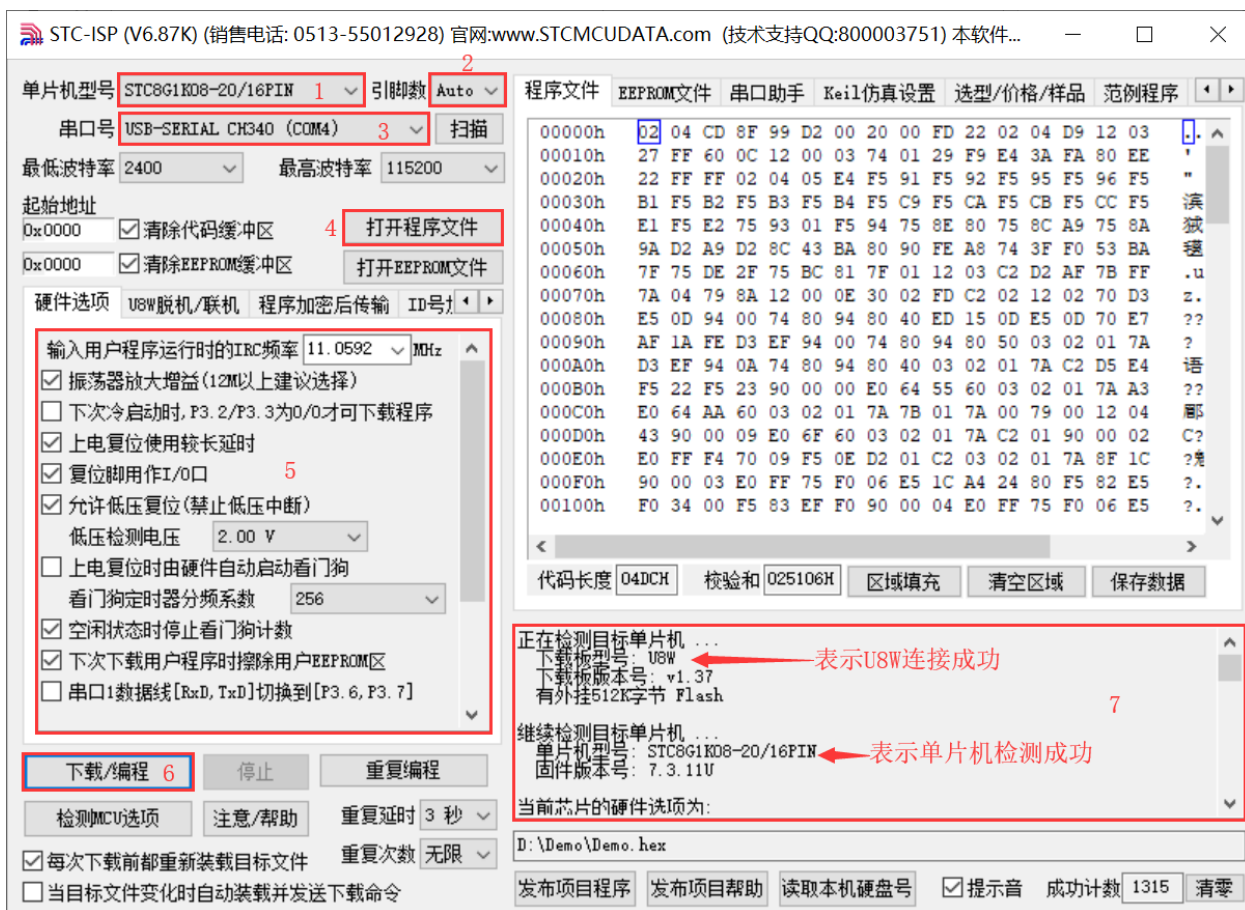 STC-ISP (V6.87K) (销售电话: 0513-55012928) 官网:www.STCMCUDATA.com (技术支持QQ:800003751) 本软件...
单片机型号 STC8G1K08-20/16PIN 1 引脚数 Auto 2
串口号 USB-SERIAL CH340 (COM4) 3 扫描
最低波特率 2400 最高波特率 115200
起始地址
0x0000 清除代码缓冲区 4 打开程序文件
0x0000 清除EEPROM缓冲区 打开EEPROM文件
硬件选项 U8W脱机/联机 程序加密后传输 ID号
输入用户程序运行时的IRC频率 11.0592 MHz
振荡器放大增益(12M以上建议选择)
下次冷启动时,P3.2/P3.3为0/0才可下载程序
上电复位使用较长延时
复位脚用作I/O口 5
允许低压复位(禁止低压中断)
低压检测电压 2.00 V
上电复位时由硬件自动启动看门狗
看门狗定时器分频系数 256
空闲状态时停止看门狗计数
下次下载用户程序时擦除用户EEPROM区
串口1数据线[RxD,TxD]切换到[P3.6,P3.7]
下载/编程 6 停止 重复编程
检测MCU选项 注意/帮助 重复延时 3 秒
每次下载前都重新装载目标文件 重复次数 无限
当目标文件变化时自动装载并发送下载命令
程序文件 EEPROM文件 串口助手 Keil仿真设置 选型/价格/样品 范例程序
00000h 02 04 CD 8F 99 D2 00 20 00 FD 22 02 04 D9 12 03 ..
00010h 27 FF 60 0C 12 00 03 74 01 29 F9 E4 3A FA 80 EE '
00020h 22 FF FF 02 04 05 E4 F5 91 F5 92 F5 95 F5 96 F5 "
00030h B1 F5 B2 F5 B3 F5 B4 F5 C9 F5 CA F5 CB F5 CC F5 滨
00040h E1 F5 E2 75 93 01 F5 94 75 8E 80 75 8C A9 75 8A
00050h 9A D2 A9 D2 8C 43 BA 80 90 FE A8 74 3F F0 53 BA
00060h 7F 75 DE 2F 75 BC 81 7F 01 12 03 C2 D2 AF 7B FF .u
00070h 7A 04 79 8A 12 00 0E 30 02 FD C2 02 12 02 70 D3 z.
00080h E5 0D 94 00 74 80 94 80 40 ED 15 0D E5 0D 70 E7 ??
00090h AF 1A FE D3 EF 94 00 74 80 94 80 50 03 02 01 7A ?
000A0h D3 EF 94 0A 74 80 94 80 40 03 02 01 7A C2 D5 E4 语
000B0h F5 22 F5 23 90 00 00 E0 64 55 60 03 02 01 7A A3 ??
000C0h E0 64 AA 60 03 02 01 7A 7B 01 7A 00 79 00 12 04 郿
000D0h 43 90 00 09 E0 6F 60 03 02 01 7A C2 01 90 00 02 C?
000E0h E0 FF F4 70 09 F5 0E D2 01 C2 03 02 01 7A 8F 1C
000F0h 90 00 03 E0 FF 75 F0 06 E5 1C A4 24 80 F5 82 E5 ?.
00100h F0 34 00 F5 83 EF F0 90 00 04 E0 FF 75 F0 06 E5 ?.
代码长度 04DCH 校验和 025106H 区域填充 清空区域 保存数据
正在检测目标单片机 ...
下载板型号: U8W 表示U8W连接成功
下载板版本号: v1.37
有外挂512K字节 Flash
7
继续检测目标单片机 ...
单片机型号: STC8G1K08-20/16PIN 表示单片机检测成功
固件版本号: 7.3.11U
当前芯片的硬件选项为:
D:\Demo\Demo.hex
发布项目程序 发布项目帮助 读取本机硬盘号 提示音 成功计数 1315 清零